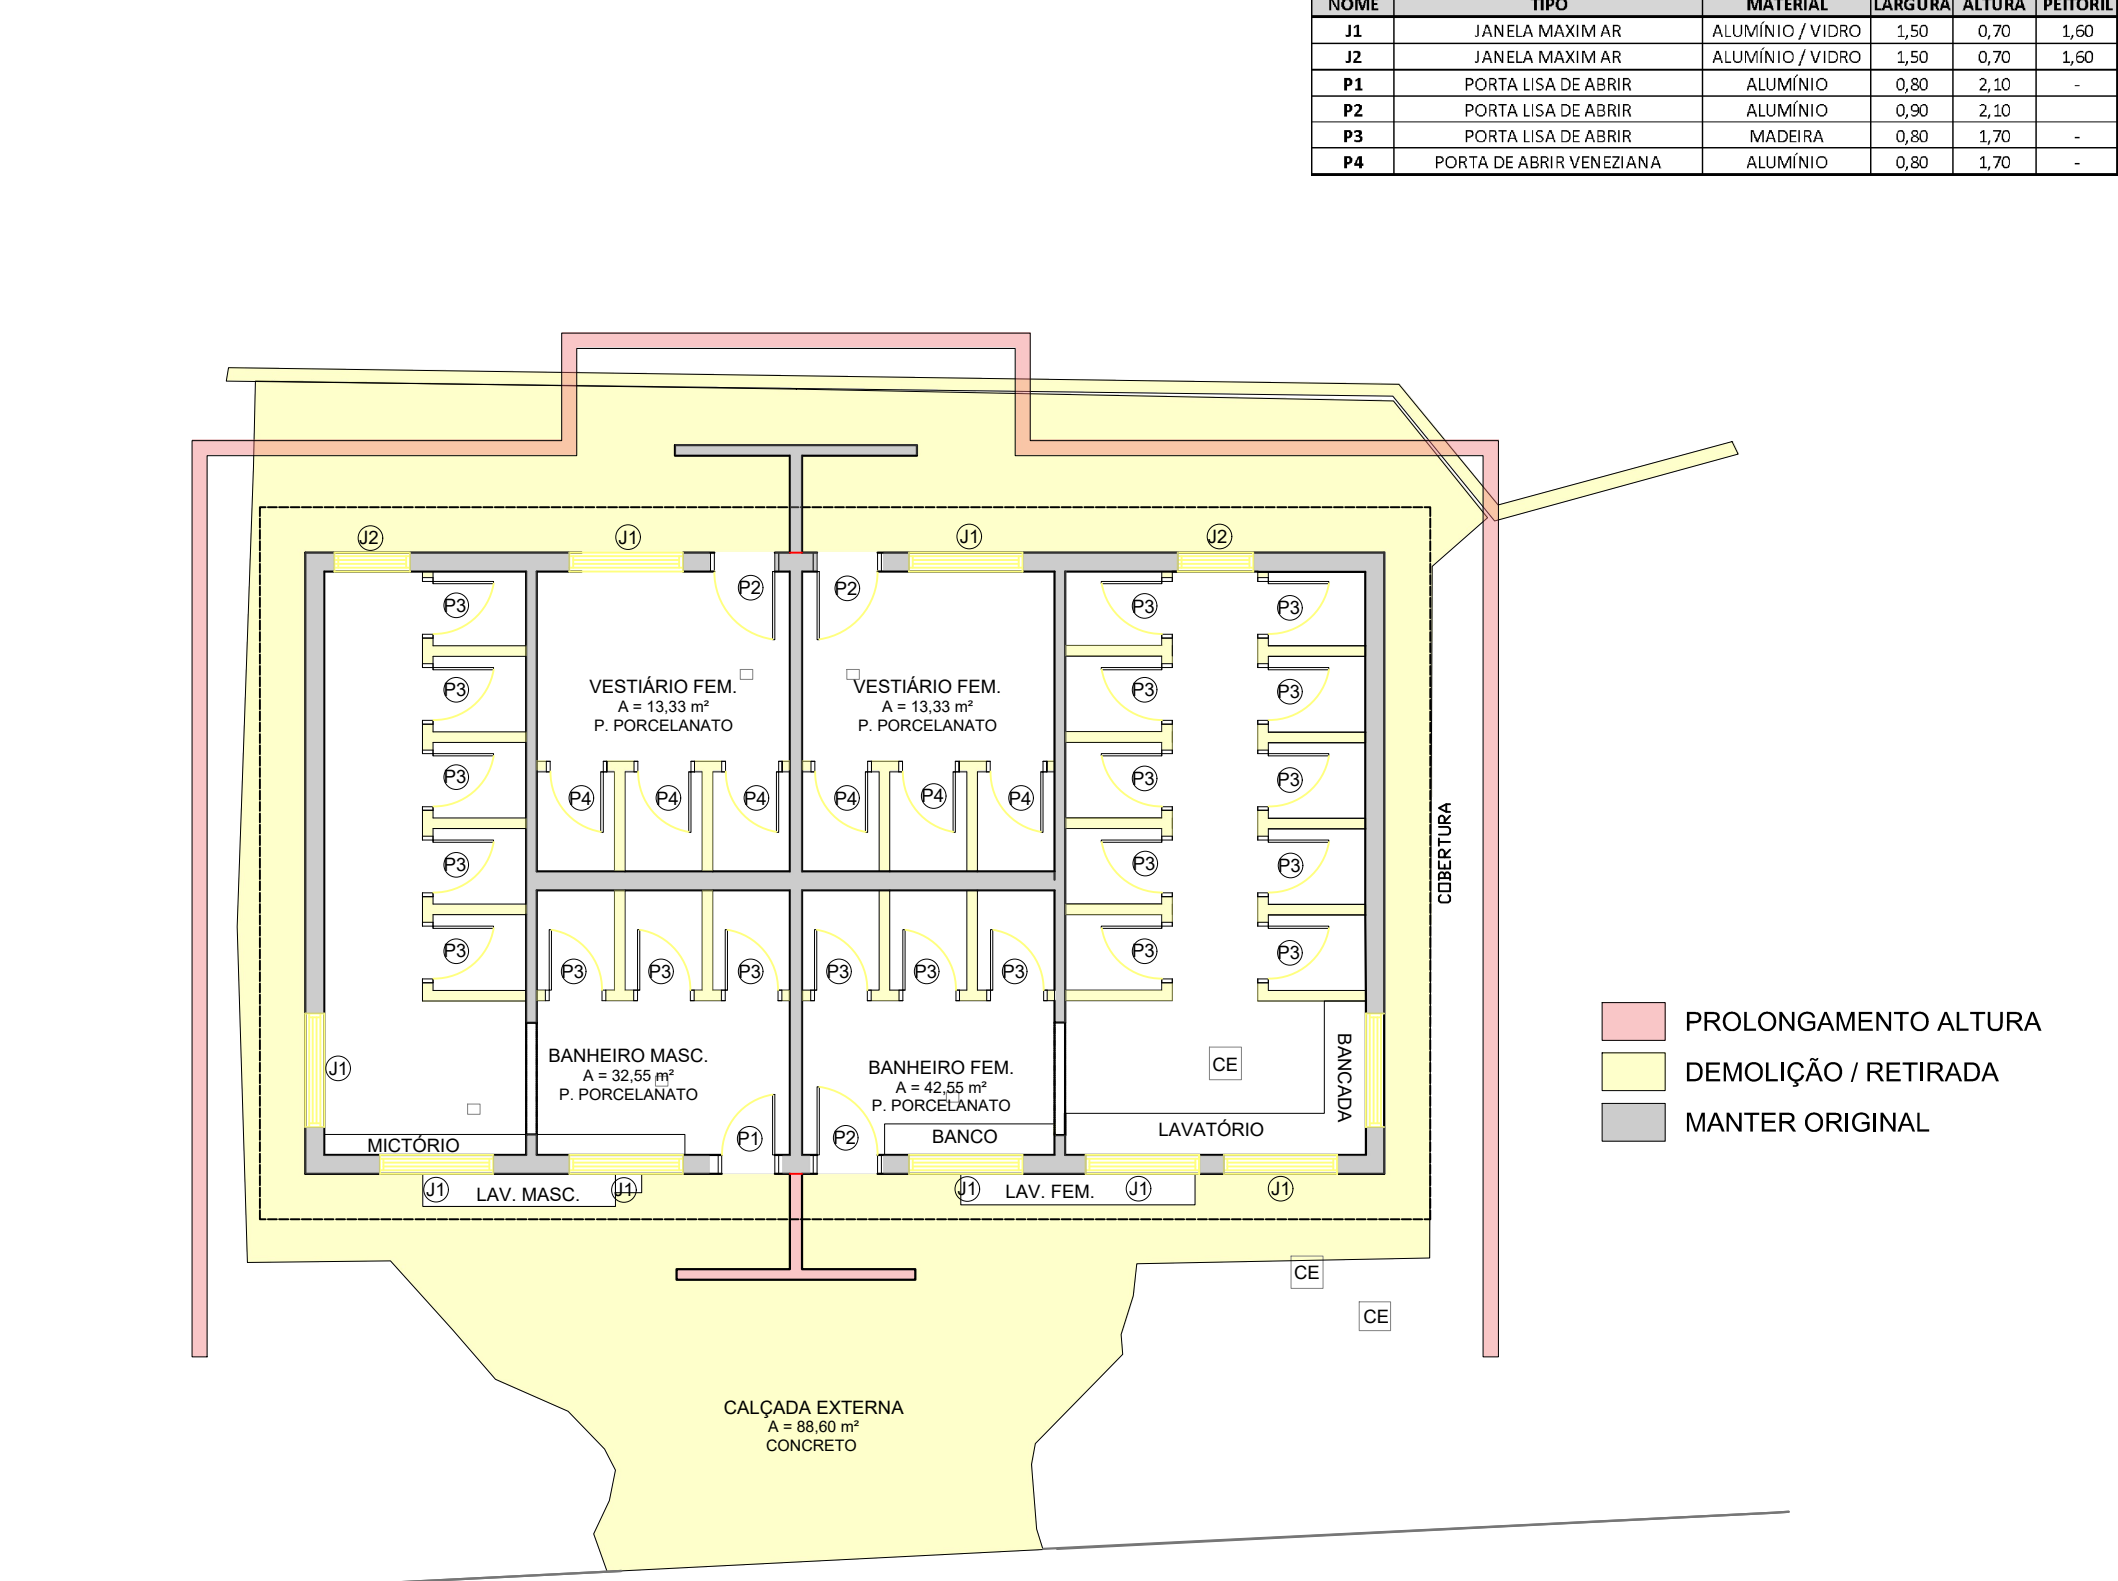 NOME TIPO MATERIAL LARGURA ALTURA PEITORIL
J1 JANELA MAXIM AR ALUMÍNIO / VIDRO 1,50 0,70 1,60
J2 JANELA MAXIM AR ALUMÍNIO / VIDRO 1,50 0,70 1,60
P1 PORTA LISA DE ABRIR ALUMÍNIO 0,80 2,10 -
P2 PORTA LISA DE ABRIR ALUMÍNIO 0,90 2,10
P3 PORTA LISA DE ABRIR MADEIRA 0,80 1,70 -
P4 PORTA DE ABRIR VENEZIANA ALUMÍNIO 0,80 1,70 -
J2 J1 J1 J2
P3 P2 P2 P3 P3
P3 P3 P3
VESTIÁRIO FEM.
A = 13,33 m²
P. PORCELANATO
VESTIÁRIO FEM.
A = 13,33 m²
P. PORCELANATO
P3 P4 P4 P4 P4 P4 P4 P3 P3
COBERTURA
P3 P3 P3
P3 P3 P3 P3 P3 P3 P3 P3 P3
BANHEIRO MASC.
A = 32,55 m²
P. PORCELANATO
BANHEIRO FEM.
A = 42,55 m²
P. PORCELANATO
CE
BANCADA
J1
MICTÓRIO
P1 P2
BANCO
LAVATÓRIO
J1 LAV. MASC. J1
J1 LAV. FEM. J1 J1
CE
CE
CALÇADA EXTERNA
A = 88,60 m²
CONCRETO
PROLONGAMENTO ALTURA
DEMOLIÇÃO / RETIRADA
MANTER ORIGINAL